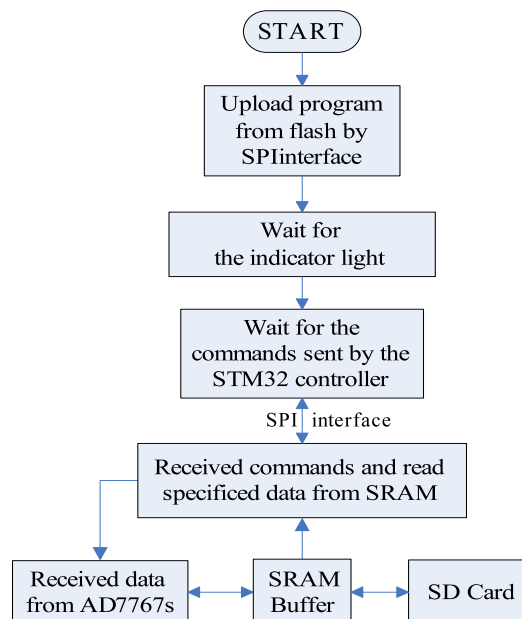 START
Upload program
from flash by
SPIinterface
Wait for
the indicator light
Wait for the
commands sent by the
STM32 controller
SPI interface
Received commands and read
specificed data from SRAM
Received data
from AD7767s
SRAM
Buffer
SD Card